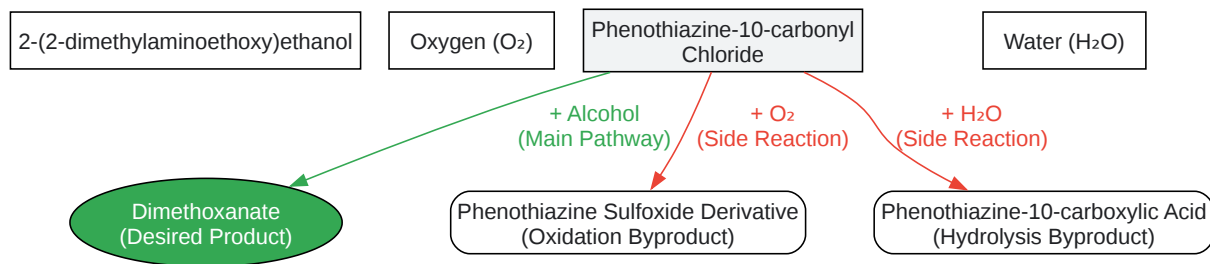 2-(2-dimethylaminoethoxy)ethanol
Oxygen (O₂)
Phenothiazine-10-carbonyl
Chloride
Water (H₂O)
+ Alcohol
(Main Pathway)
+ O₂
(Side Reaction)
+ H₂O
(Side Reaction)
Dimethoxanate
(Desired Product)
Phenothiazine Sulfoxide Derivative
(Oxidation Byproduct)
Phenothiazine-10-carboxylic Acid
(Hydrolysis Byproduct)